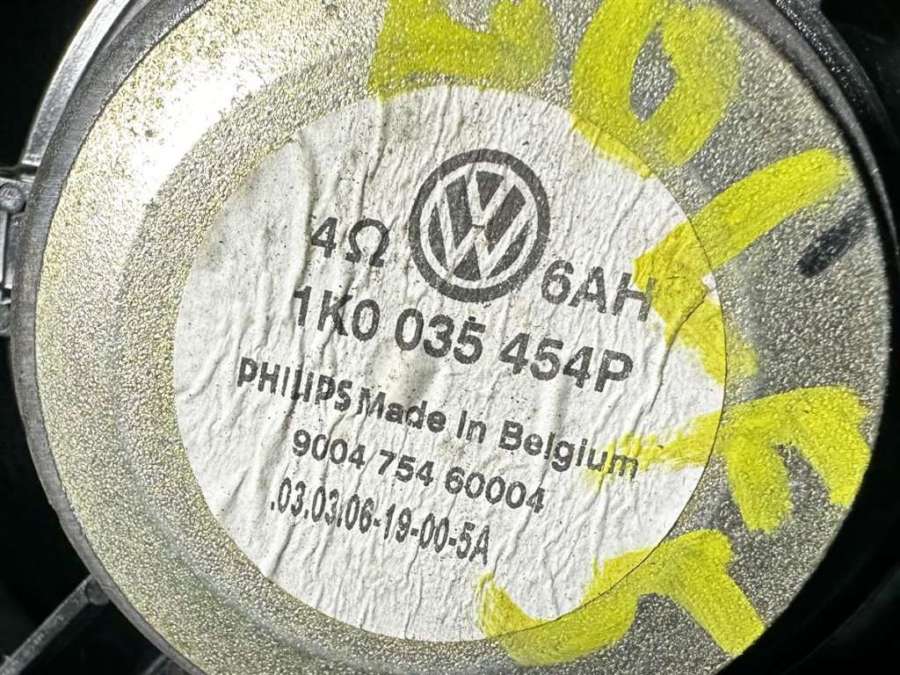 4Ω 6AH
1K0 035 454P
PHILIPS Made in Belgium
9004 754 60004
.03.03.06-19-00-5A